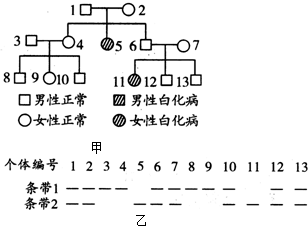 1 2
3 4 5 6 7
8 9 10 11 12 13
男性正常 男性白化病
女性正常 女性白化病
甲
个体编号 1 2 3 4 5 6 7 8 9 10 11 12 13
条带1
条带2
乙